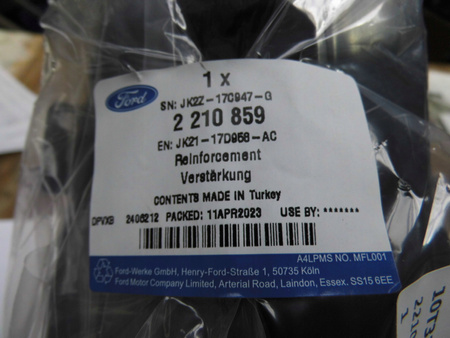 1 x
Ford
SN: JK2Z-17C947-G
2 210 859
EN: JK21-17D958-AC
Reinforcement
Verstärkung
CONTENTS MADE IN Turkey
2406212 PACKED: 11APR2023 USE BY: *******
A4LPMS NO. MFL001
Ford-Werke GmbH, Henry-Ford-Straße 1, 50735 Köln
Ford Motor Company Limited, Arterial Road, Laindon, Essex. SS15 6EE